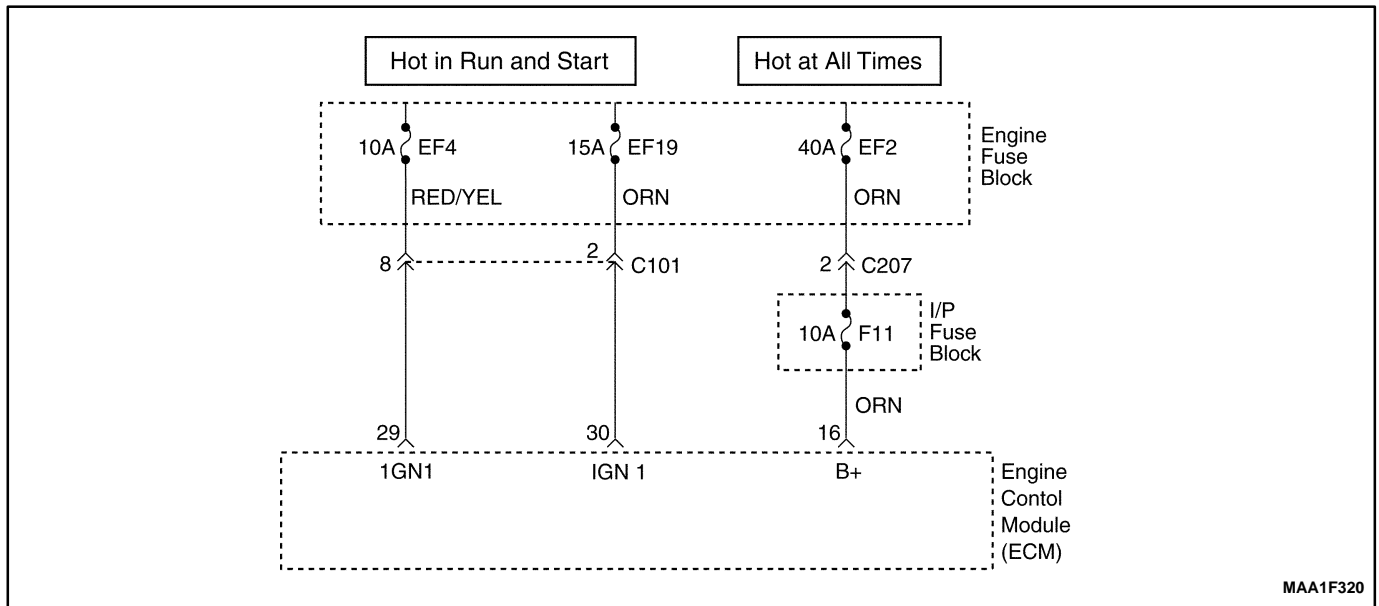 Hot in Run and Start
Hot at All Times
10A EF4
15A EF19
40A EF2
Engine
Fuse
Block
RED/YEL
ORN
ORN
8
2
C101
2
C207
10A F11
I/P
Fuse
Block
ORN
29
30
16
1GN1
IGN 1
B+
Engine
Contol
Module
(ECM)
MAA1F320